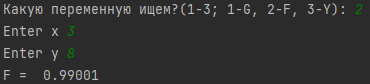 Какую переменную ищем?(1-3; 1-G, 2-F, 3-Y): 2
Enter x 3
Enter y 8
F =  0.99001